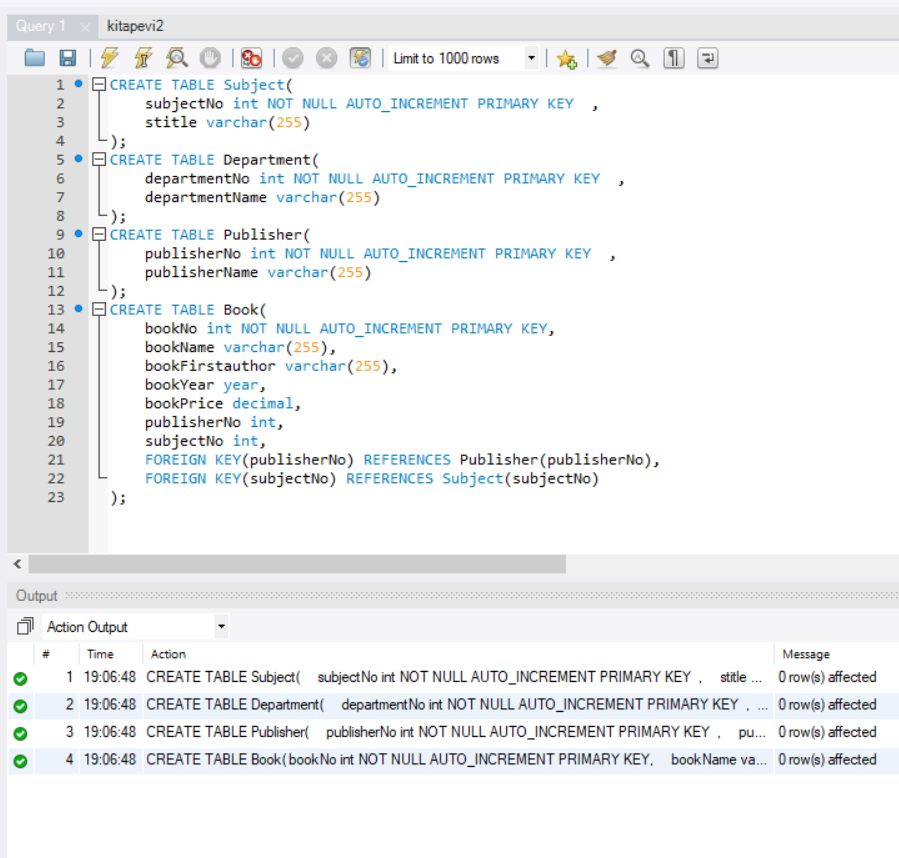 Query 1 × kitapevi2
Limit to 1000 rows
1 CREATE TABLE Subject(
2 subjectNo int NOT NULL AUTO_INCREMENT PRIMARY KEY ,
3 stitle varchar(255)
4 );
5 CREATE TABLE Department(
6 departmentNo int NOT NULL AUTO_INCREMENT PRIMARY KEY ,
7 departmentName varchar(255)
8 );
9 CREATE TABLE Publisher(
10 publisherNo int NOT NULL AUTO_INCREMENT PRIMARY KEY ,
11 publisherName varchar(255)
12 );
13 CREATE TABLE Book(
14 bookNo int NOT NULL AUTO_INCREMENT PRIMARY KEY,
15 bookName varchar(255),
16 bookFirstauthor varchar(255),
17 bookYear year,
18 bookPrice decimal,
19 publisherNo int,
20 subjectNo int,
21 FOREIGN KEY(publisherNo) REFERENCES Publisher(publisherNo),
22 FOREIGN KEY(subjectNo) REFERENCES Subject(subjectNo)
23 );
Output
Action Output
# Time Action Message
1 19:06:48 CREATE TABLE Subject( subjectNo int NOT NULL AUTO_INCREMENT PRIMARY KEY , stitle ... 0 row(s) affected
2 19:06:48 CREATE TABLE Department( departmentNo int NOT NULL AUTO_INCREMENT PRIMARY KEY , ... 0 row(s) affected
3 19:06:48 CREATE TABLE Publisher( publisherNo int NOT NULL AUTO_INCREMENT PRIMARY KEY , pu... 0 row(s) affected
4 19:06:48 CREATE TABLE Book( bookNo int NOT NULL AUTO_INCREMENT PRIMARY KEY, bookName va... 0 row(s) affected